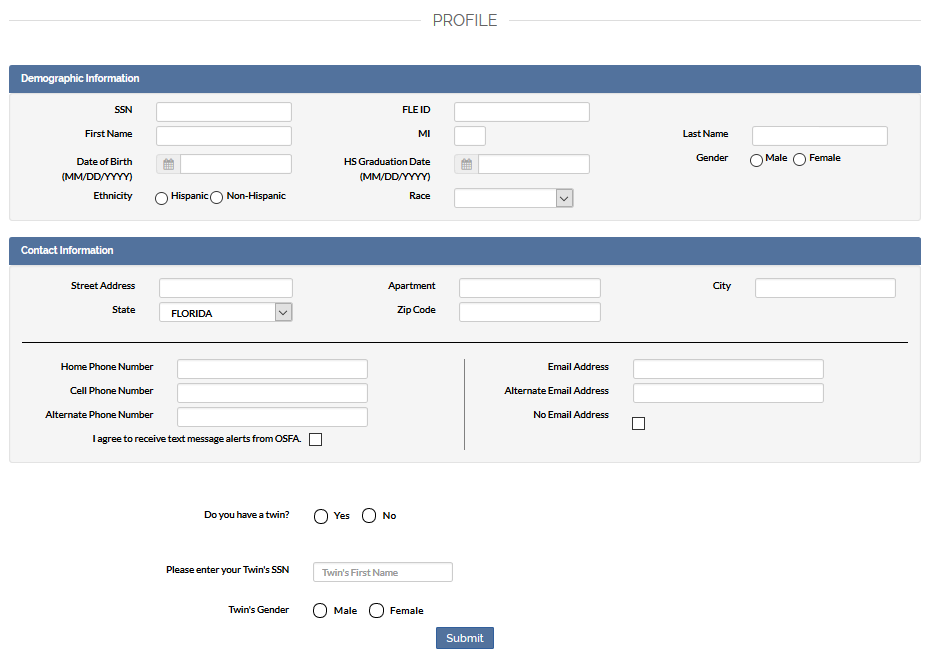 PROFILE
Demographic Information
SSN FLE ID
First Name MI Last Name
Date of Birth HS Graduation Date Gender Male Female
(MM/DD/YYYY) (MM/DD/YYYY)
Ethnicity Hispanic Non-Hispanic Race
Contact Information
Street Address Apartment City
State FLORIDA Zip Code
Home Phone Number Email Address
Cell Phone Number Alternate Email Address
Alternate Phone Number No Email Address
I agree to receive text message alerts from OSFA.
Do you have a twin? Yes No
Please enter your Twin's SSN Twin's First Name
Twin's Gender Male Female
Submit